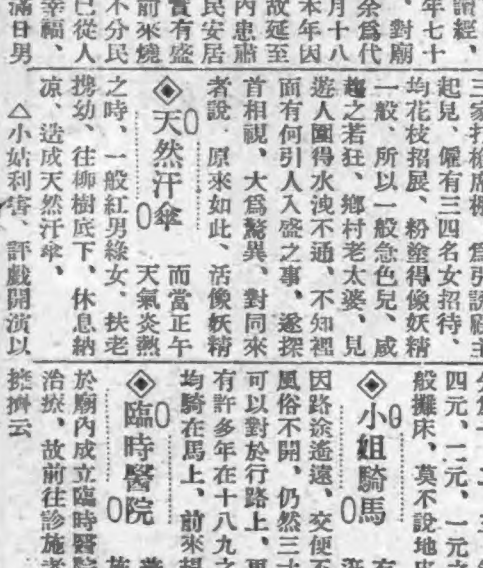 讀經、
年七十
、對廟
余爲代
月十八
本年因
故延至
內患肅
民安居
實有盛
前來燒
不分民
已從人
幸福、
滿日男
起見、僱有三四名女招待、
均花枝招展、粉塗得像妖精
一般、所以一般急色兒、咸
趨之若狂、鄉村老太婆、見
遊人圍得水洩不通、不知裡
面有何引人入盛之事、遂探
首相視、大爲驚異、對同來
者說、原來如此、活像妖精
◈天然汗傘
而當正午
天氣炎熱
之時、一般紅男綠女、扶老
携幼、往柳樹底下、休息納
凉、造成天然汗傘、
△小姑利害、評戲開演以
四元、二元、一元
般攤床、莫不說地
◈小姐騎馬
因路途遙遠、交便不
風俗不開、仍然三
可以對於行路上、
有許多年在十八九之
均騎在馬上、前來
◈臨時醫院
於廟內成立臨時醫院
治療、故前往診施者
擠擠云